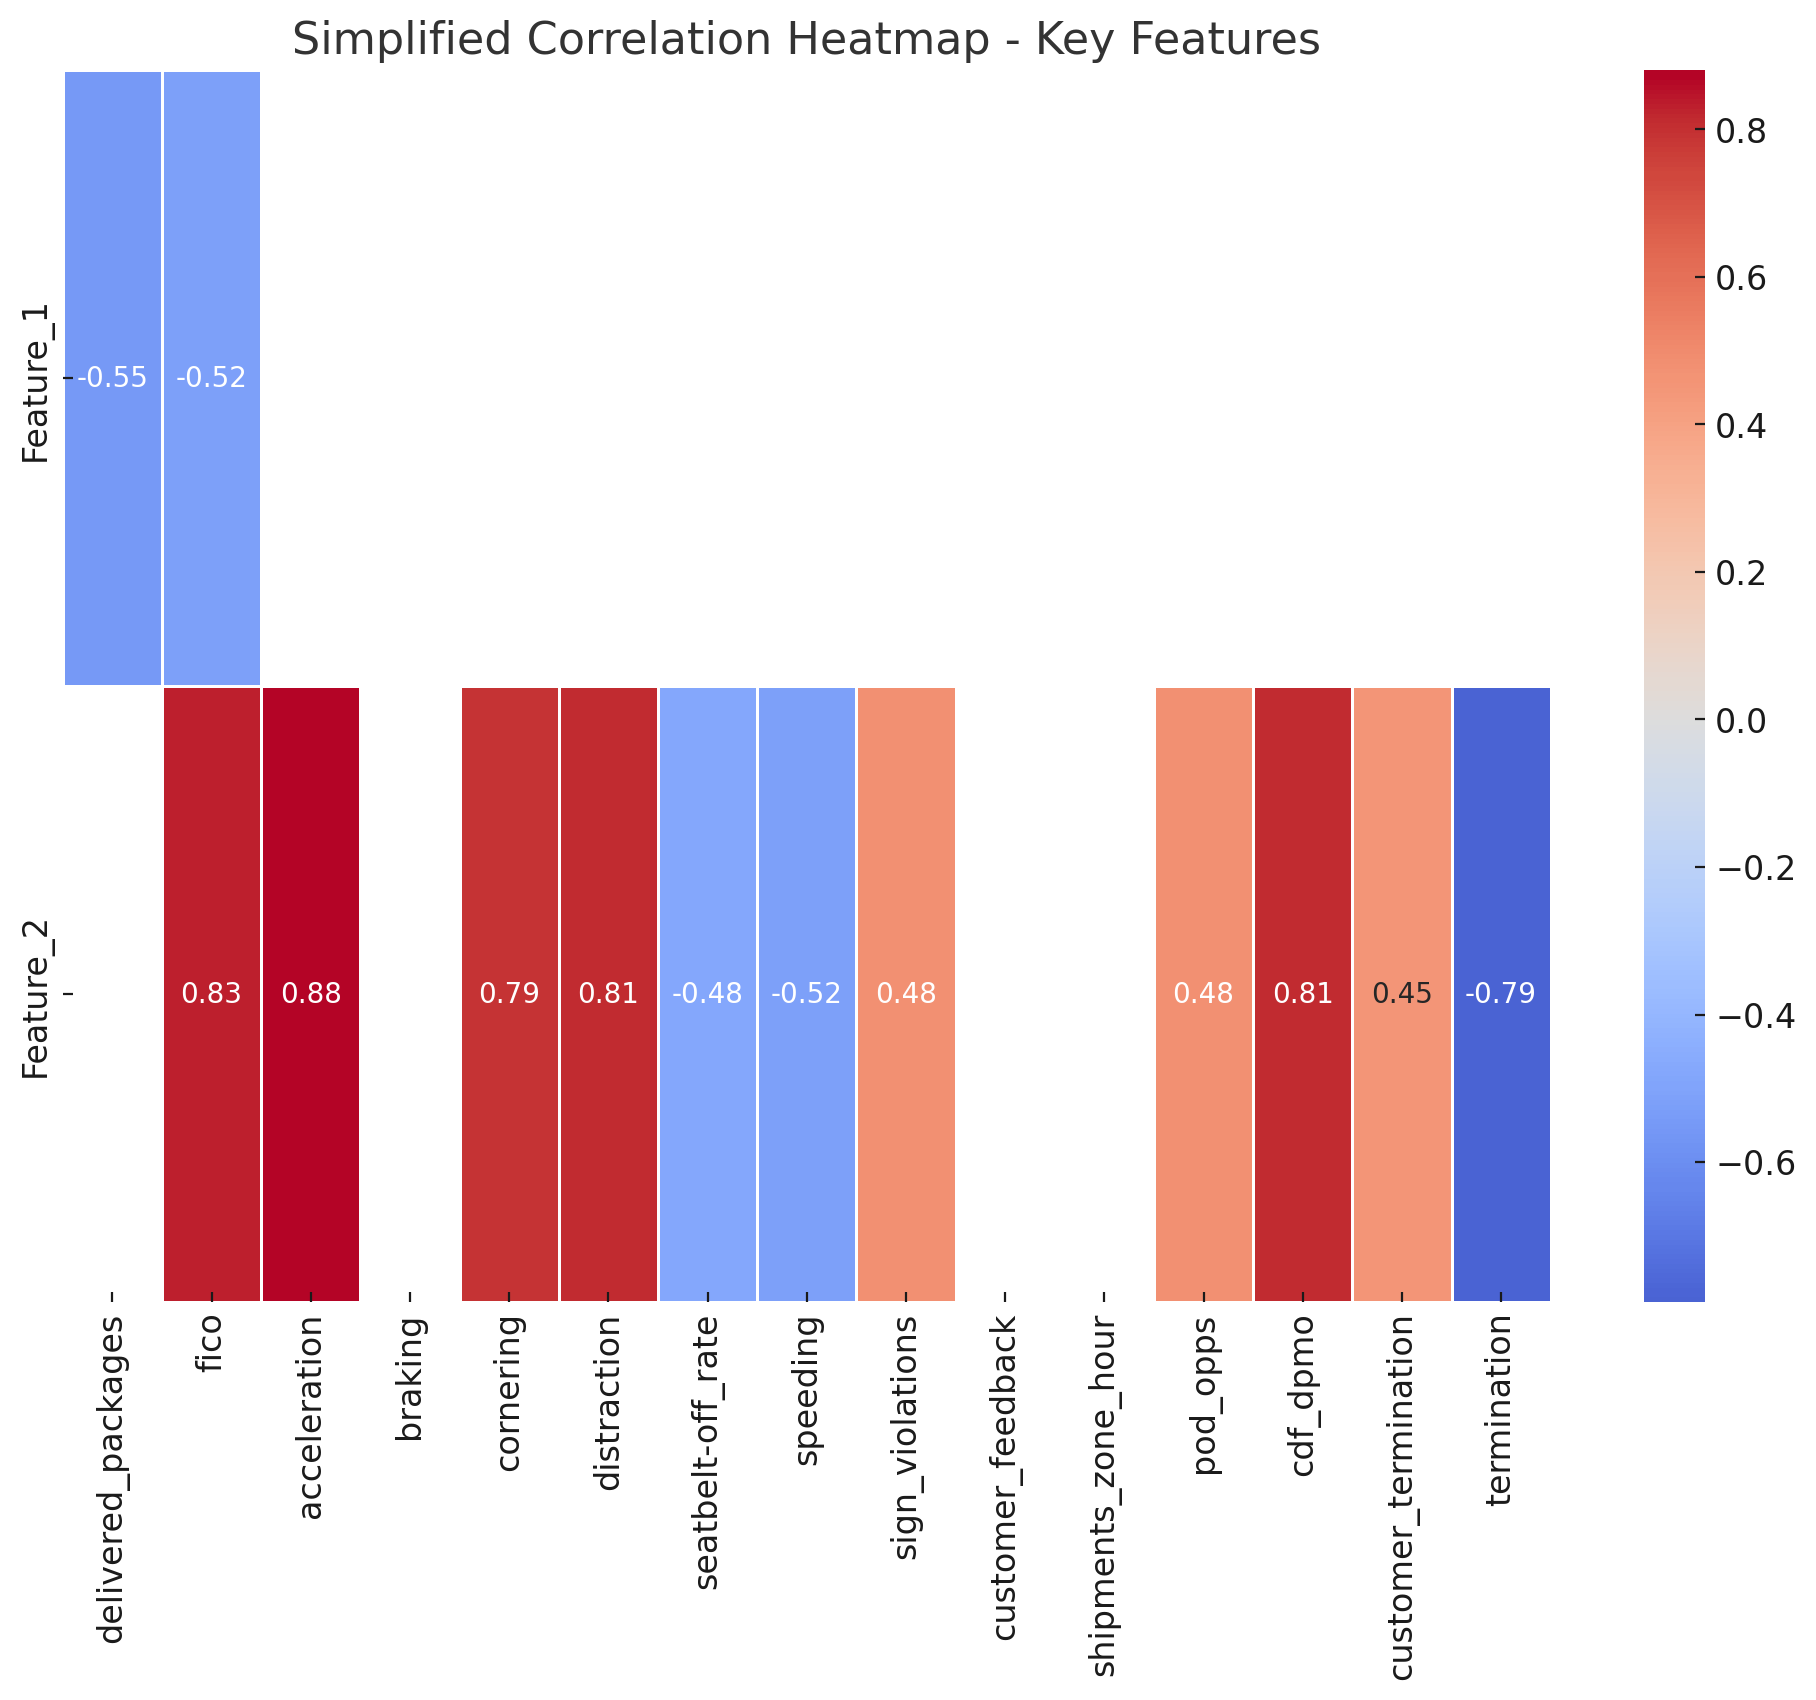 Simplified Correlation Heatmap - Key Features
Feature_1
-0.55
-0.52
Feature_2
0.83
0.88
0.79
0.81
-0.48
-0.52
0.48
0.48
0.81
0.45
-0.79
delivered_packages
fico
acceleration
braking
cornering
distraction
seatbelt-off_rate
speeding
sign_violations
customer_feedback
shipments_zone_hour
pod_opps
cdf_dpmo
customer_termination
termination
0.8
0.6
0.4
0.2
0.0
−0.2
−0.4
−0.6